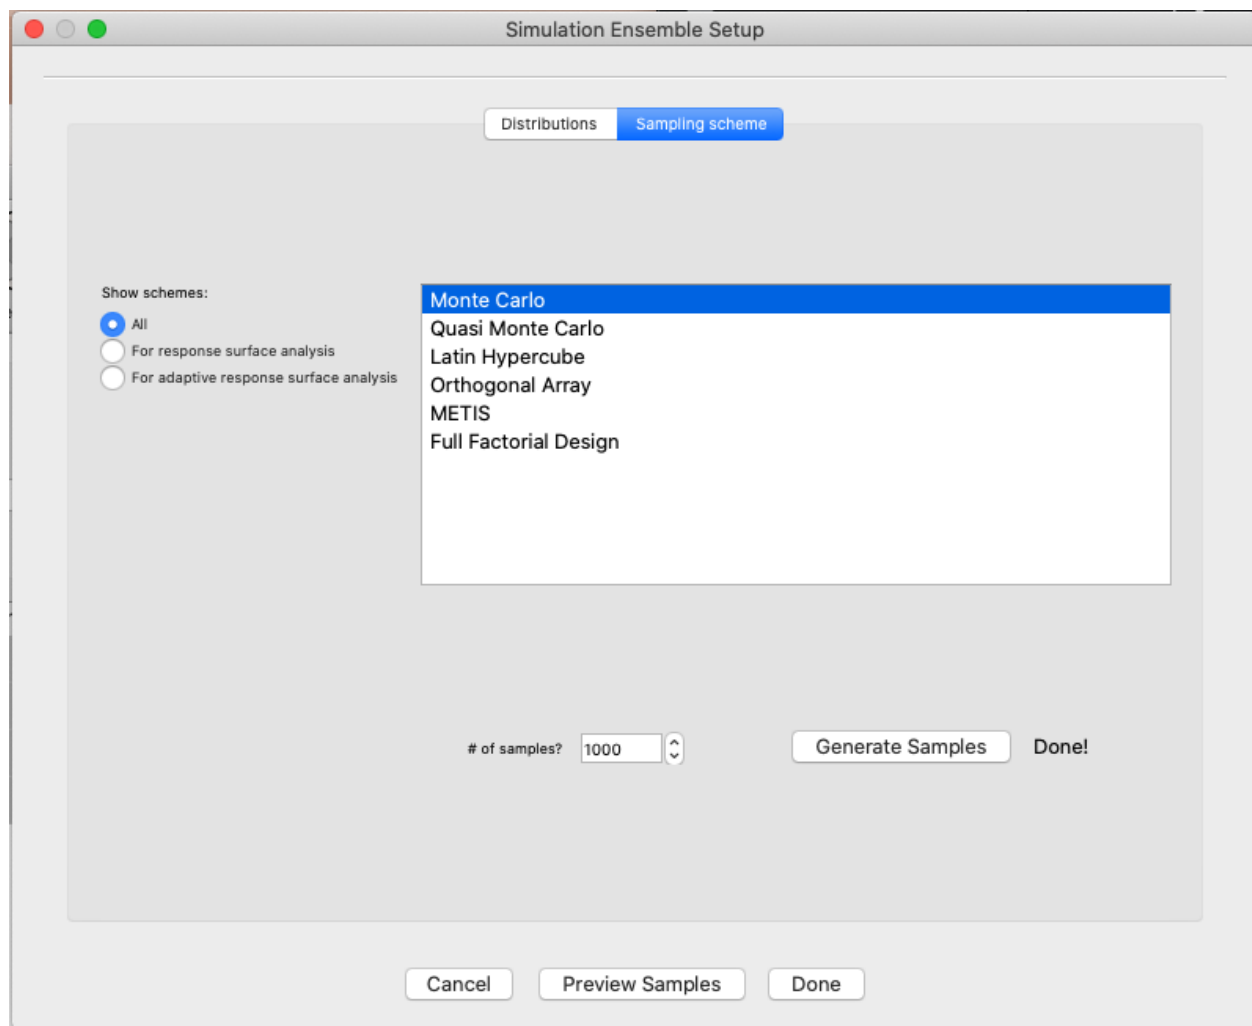 Simulation Ensemble Setup
Distributions
Sampling scheme
Show schemes:
All
For response surface analysis
For adaptive response surface analysis
Monte Carlo
Quasi Monte Carlo
Latin Hypercube
Orthogonal Array
METIS
Full Factorial Design
# of samples?
1000
Generate Samples
Done!
Cancel
Preview Samples
Done